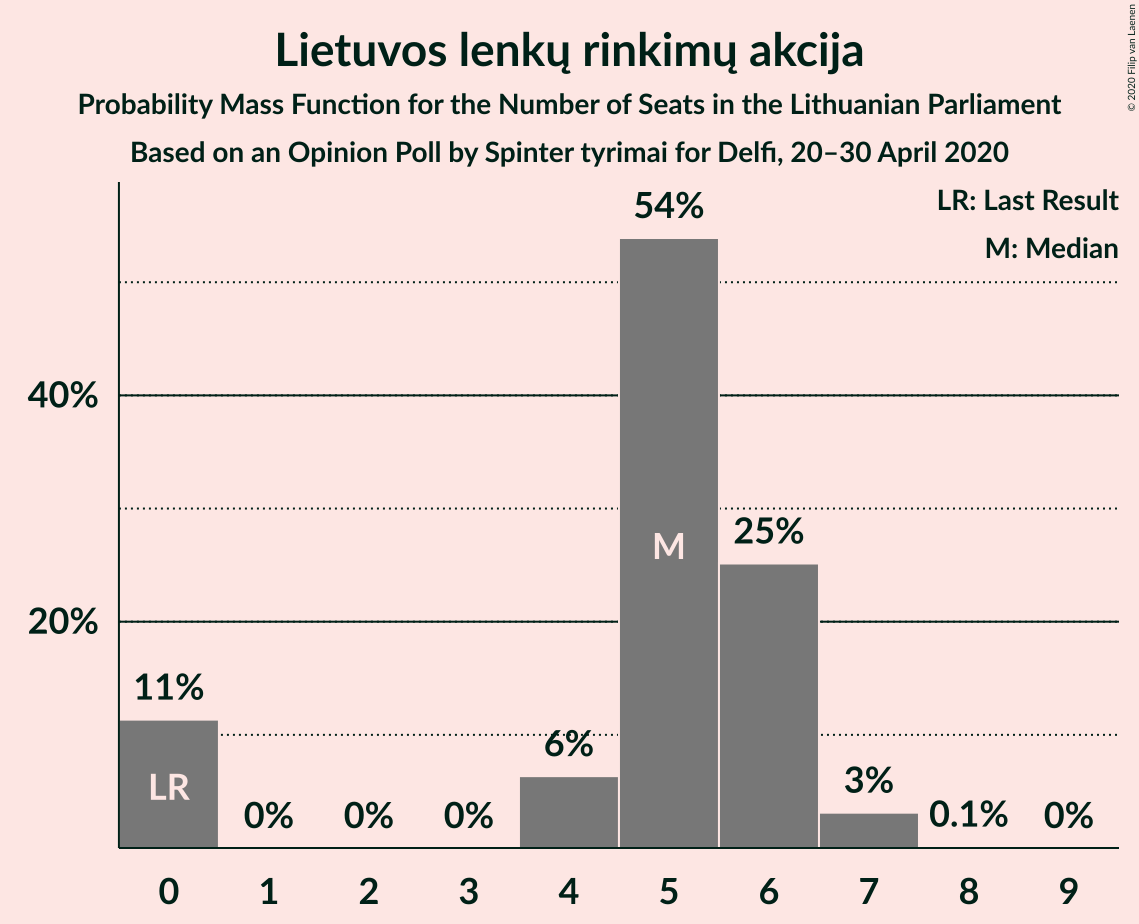 Lietuvos lenkų rinkimų akcija
Probability Mass Function for the Number of Seats in the Lithuanian Parliament
Based on an Opinion Poll by Spinter tyrimai for Delfi, 20–30 April 2020
© 2020 Filip van Laenen
LR: Last Result
M: Median
54%
40%
M
25%
20%
11%
6%
LR
3%
0%
0%
0%
0.1%
0%
0
1
2
3
4
5
6
7
8
9